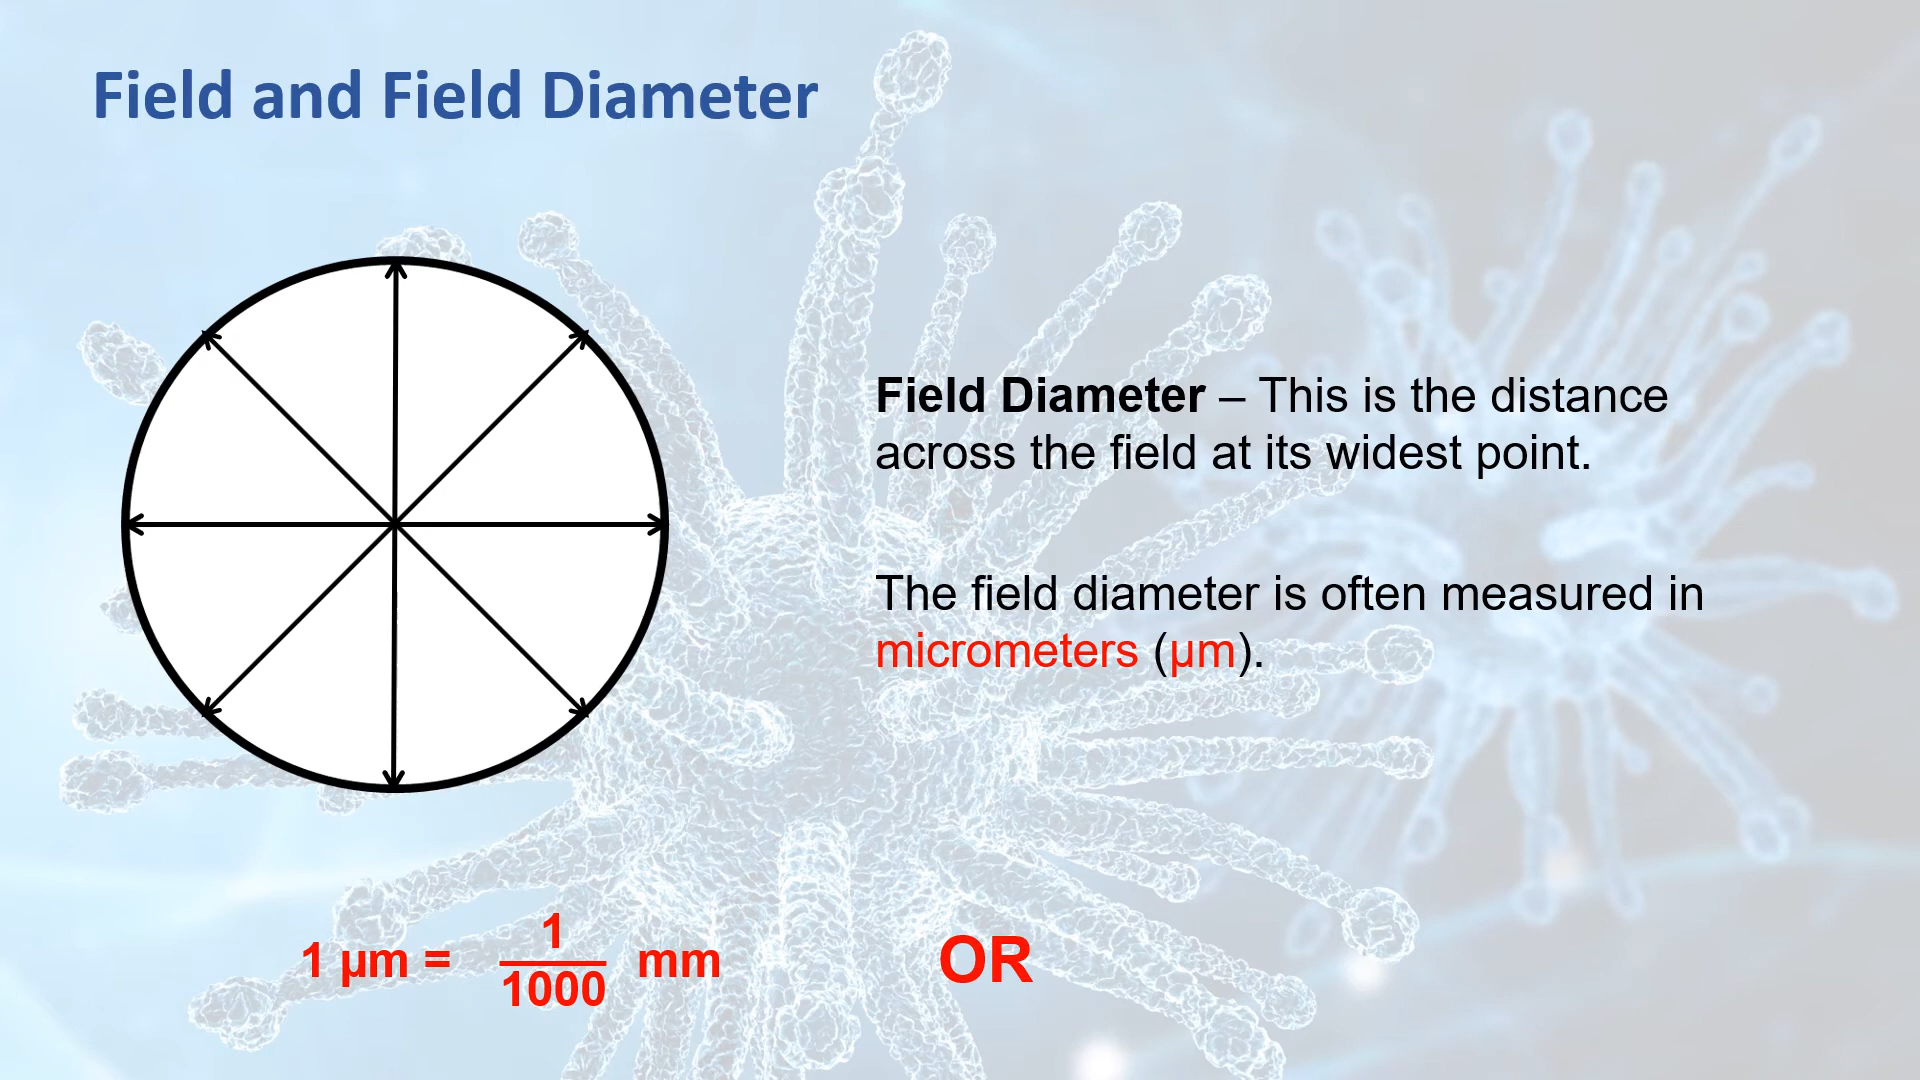 Field and Field Diameter
Field Diameter – This is the distance
across the field at its widest point.
The field diameter is often measured in
micrometers (µm).
1 µm = 1/1000 mm OR